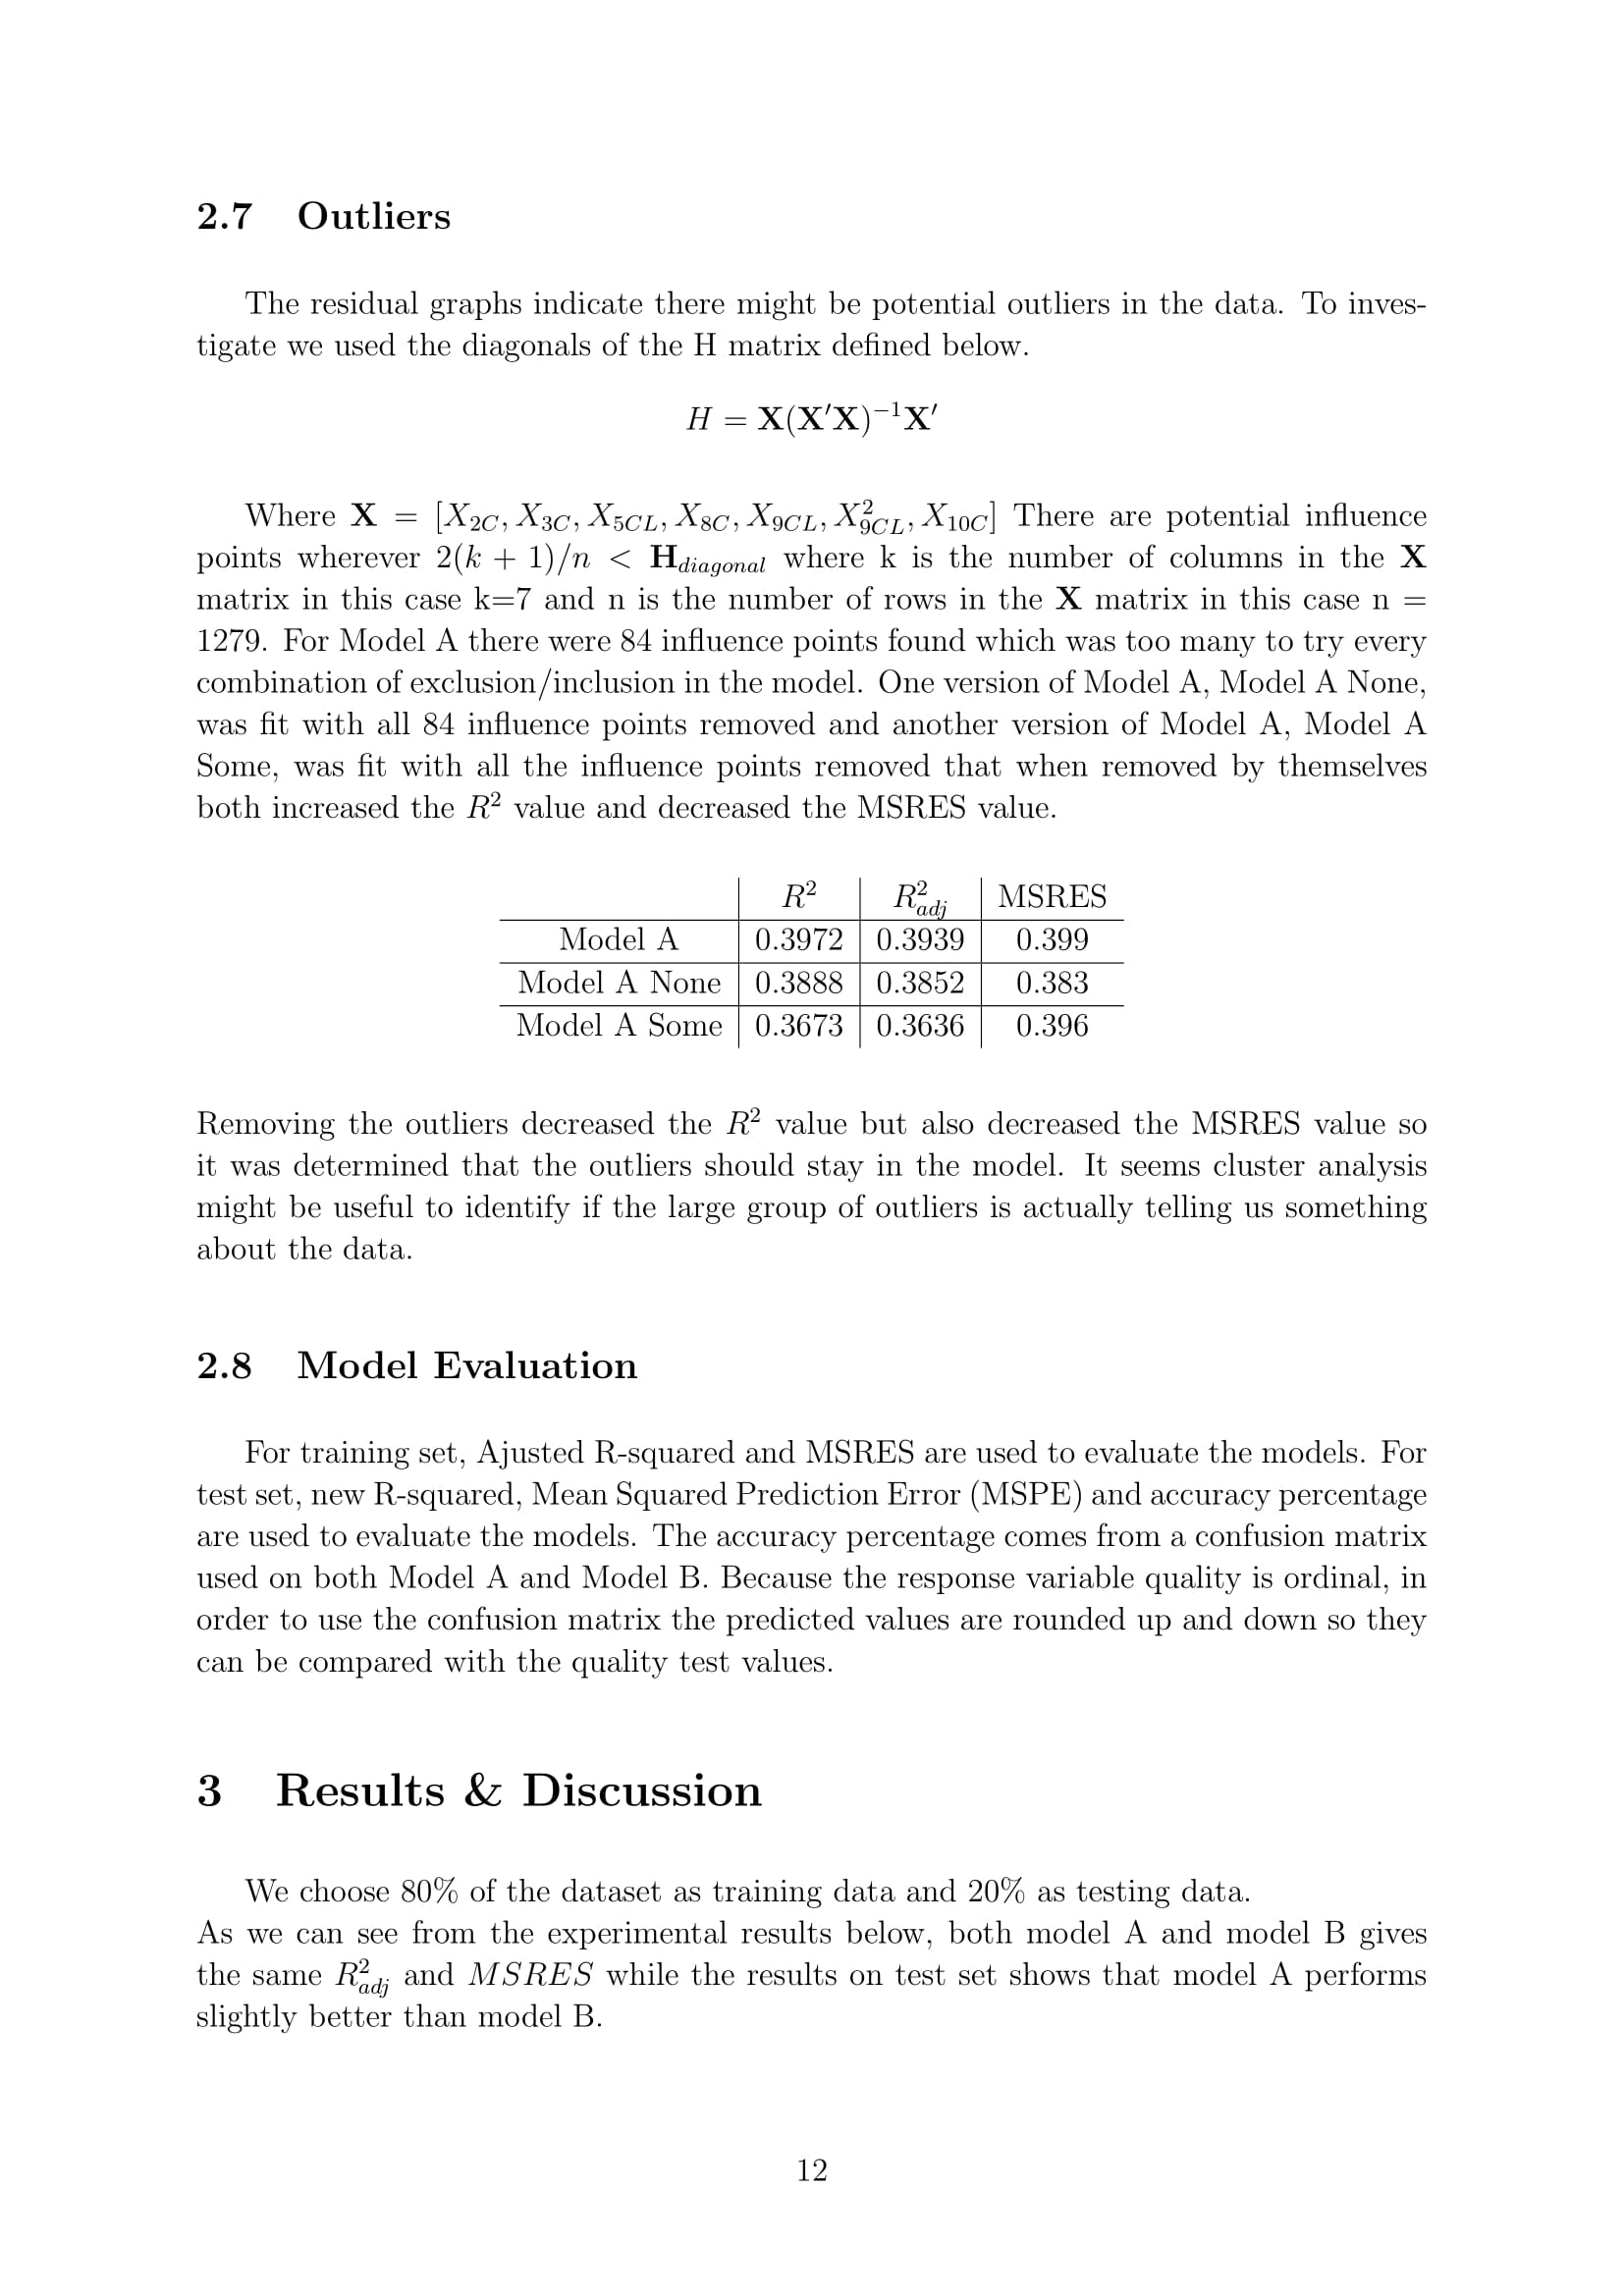 2.7 Outliers
The residual graphs indicate there might be potential outliers in the data. To inves-
tigate we used the diagonals of the H matrix defined below.
H = X(X′X)⁻¹X′
Where X = [X_{2C}, X_{3C}, X_{5CL}, X_{8C}, X_{9CL}, X²_{9CL}, X_{10C}] There are potential influence
points wherever 2(k + 1)/n < H_{diagonal} where k is the number of columns in the X
matrix in this case k=7 and n is the number of rows in the X matrix in this case n =
1279. For Model A there were 84 influence points found which was too many to try every
combination of exclusion/inclusion in the model. One version of Model A, Model A None,
was fit with all 84 influence points removed and another version of Model A, Model A
Some, was fit with all the influence points removed that when removed by themselves
both increased the R² value and decreased the MSRES value.
R² R²_{adj} MSRES
Model A 0.3972 0.3939 0.399
Model A None 0.3888 0.3852 0.383
Model A Some 0.3673 0.3636 0.396
Removing the outliers decreased the R² value but also decreased the MSRES value so
it was determined that the outliers should stay in the model. It seems cluster analysis
might be useful to identify if the large group of outliers is actually telling us something
about the data.
2.8 Model Evaluation
For training set, Ajusted R-squared and MSRES are used to evaluate the models. For
test set, new R-squared, Mean Squared Prediction Error (MSPE) and accuracy percentage
are used to evaluate the models. The accuracy percentage comes from a confusion matrix
used on both Model A and Model B. Because the response variable quality is ordinal, in
order to use the confusion matrix the predicted values are rounded up and down so they
can be compared with the quality test values.
3 Results & Discussion
We choose 80% of the dataset as training data and 20% as testing data.
As we can see from the experimental results below, both model A and model B gives
the same R²_{adj} and MSRES while the results on test set shows that model A performs
slightly better than model B.
12